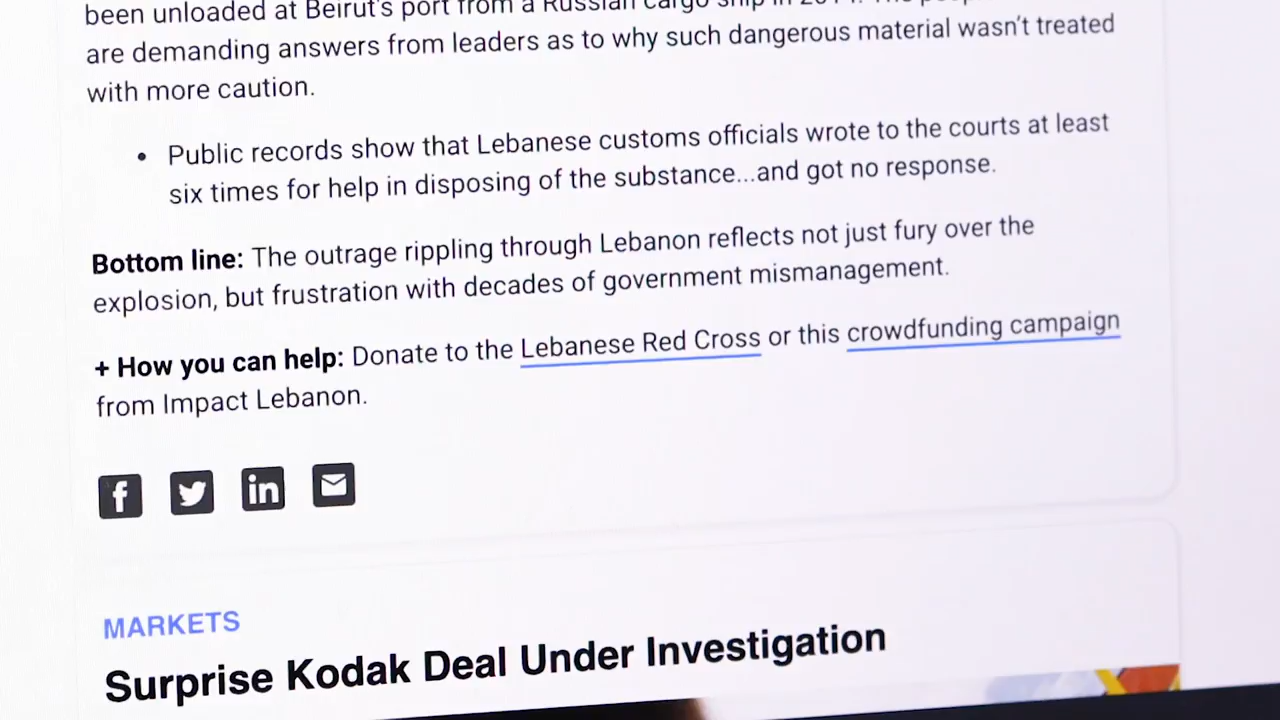 been unloaded at Beirut's port from a Russian cargo ship in
are demanding answers from leaders as to why such dangerous material wasn't treated
with more caution.
• Public records show that Lebanese customs officials wrote to the courts at least
six times for help in disposing of the substance...and got no response.
Bottom line: The outrage rippling through Lebanon reflects not just fury over the
explosion, but frustration with decades of government mismanagement.
+ How you can help: Donate to the Lebanese Red Cross or this crowdfunding campaign
from Impact Lebanon.
f in
MARKETS
Surprise Kodak Deal Under Investigation